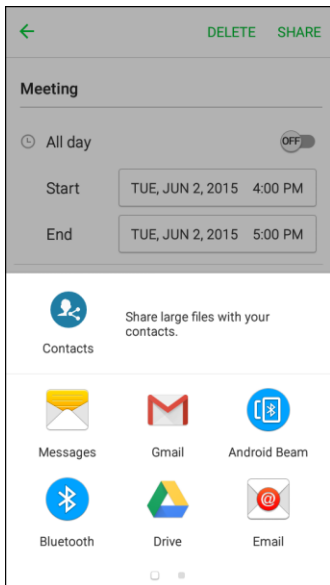 DELETE SHARE
Meeting
All day OFF
Start TUE, JUN 2, 2015 4:00 PM
End TUE, JUN 2, 2015 5:00 PM
Contacts
Share large files with your
contacts.
Messages Gmail Android Beam
Bluetooth Drive Email